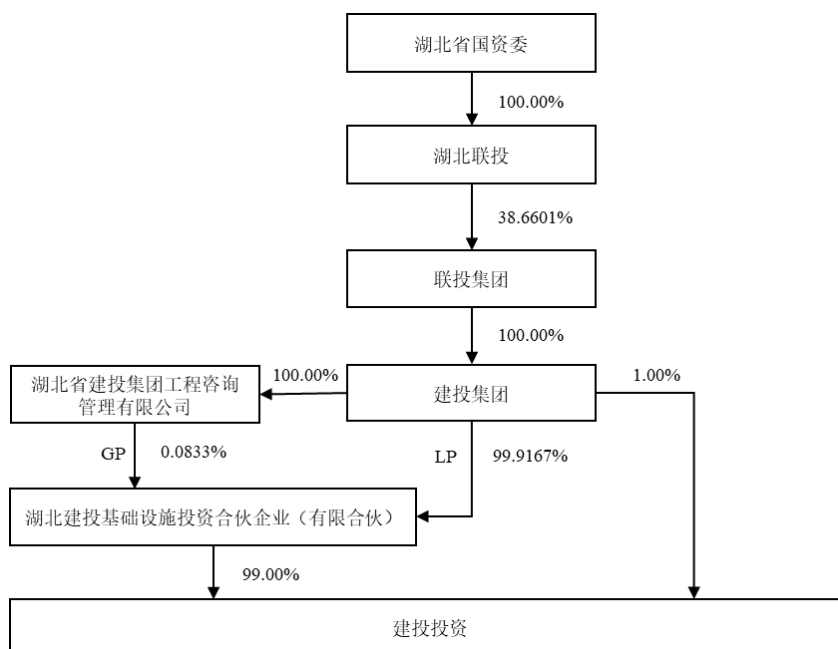 湖北省国资委
100.00%
湖北联投
38.6601%
联投集团
100.00%
湖北省建投集团工程咨询
管理有限公司
100.00%
建投集团
1.00%
GP
0.0833%
LP
99.9167%
湖北建投基础设施投资合伙企业（有限合伙）
99.00%
建投投资